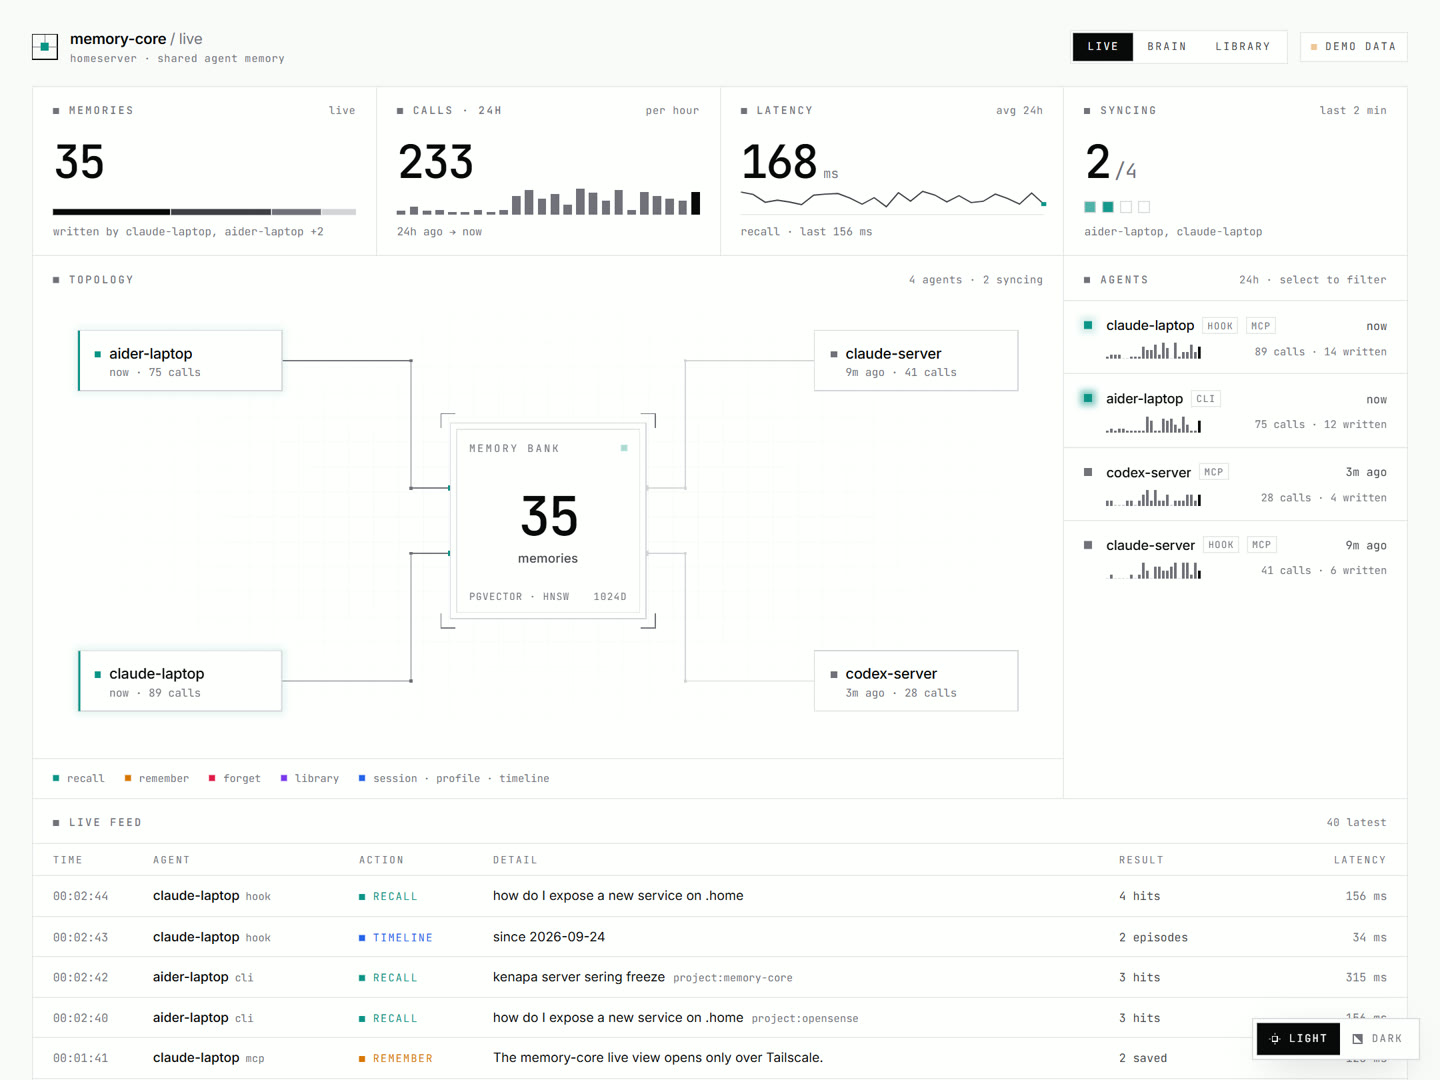 memory-core / live
homeserver · shared agent memory
LIVE BRAIN LIBRARY DEMO DATA
MEMORIES live
35
written by claude-laptop, aider-laptop +2
CALLS · 24H per hour
233
24h ago → now
LATENCY avg 24h
168 ms
recall · last 156 ms
SYNCING last 2 min
2 /4
aider-laptop, claude-laptop
TOPOLOGY 4 agents · 2 syncing
aider-laptop
now · 75 calls
claude-server
9m ago · 41 calls
MEMORY BANK
35
memories
PGVECTOR · HNSW 1024D
claude-laptop
now · 89 calls
codex-server
3m ago · 28 calls
recall remember forget library session · profile · timeline
AGENTS 24h · select to filter
claude-laptop HOOK MCP now
89 calls · 14 written
aider-laptop CLI now
75 calls · 12 written
codex-server MCP 3m ago
28 calls · 4 written
claude-server HOOK MCP 9m ago
41 calls · 6 written
LIVE FEED 40 latest
TIME AGENT ACTION DETAIL RESULT LATENCY
00:02:44 claude-laptop hook RECALL how do I expose a new service on .home 4 hits 156 ms
00:02:43 claude-laptop hook TIMELINE since 2026-09-24 2 episodes 34 ms
00:02:42 aider-laptop cli RECALL kenapa server sering freeze project:memory-core 3 hits 315 ms
00:02:40 aider-laptop cli RECALL how do I expose a new service on .home project:opensense 3 hits
00:01:41 claude-laptop mcp REMEMBER The memory-core live view opens only over Tailscale. 2 saved
LIGHT DARK